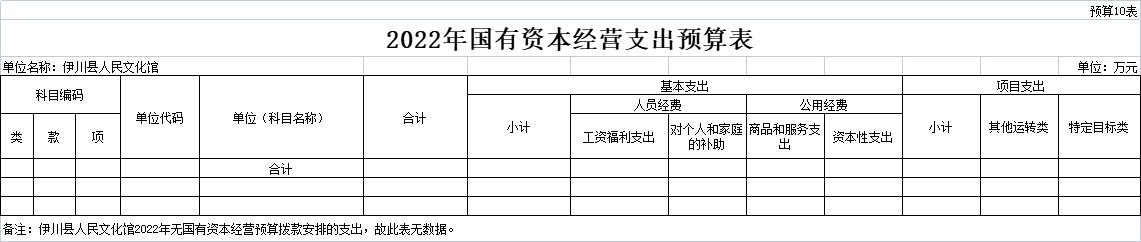 预算10表
2022年国有资本经营支出预算表
单位名称：伊川县人民文化馆 单位：万元
科目编码 单位代码 单位（科目名称） 合计 基本支出 项目支出
类 款 项 小计 人员经费 公用经费 小计 其他运转类 特定目标类
工资福利支出 对个人和家庭的补助 商品和服务支出 资本性支出
合计
备注：伊川县人民文化馆2022年无国有资本经营预算拨款安排的支出，故此表无数据。